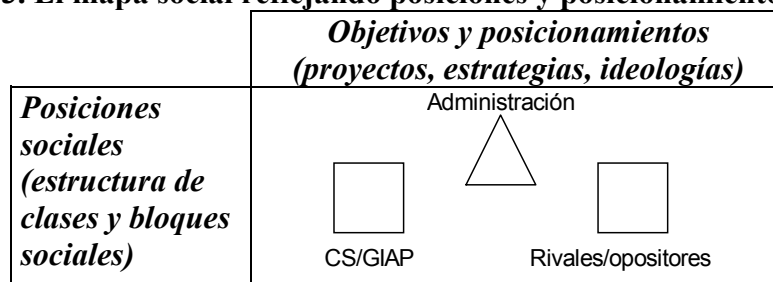 3. El mapa social reflejando posiciones y posicionamiento
Objetivos y posicionamientos
(proyectos, estrategias, ideologías)
Posiciones
sociales
(estructura de
clases y bloques
sociales)
Administración
CS/GIAP
Rivales/opositores